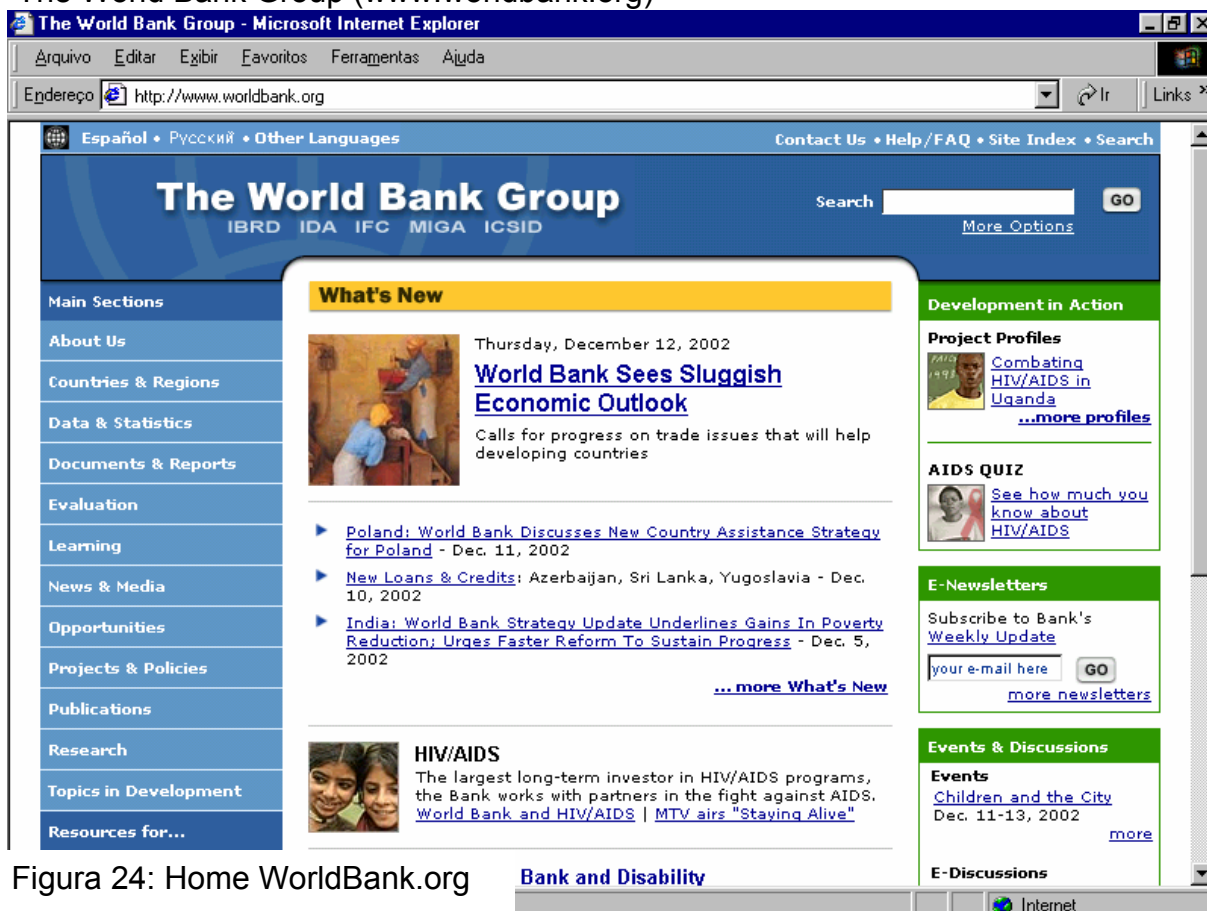 The World Bank Group (www.worldbank.org)
The World Bank Group - Microsoft Internet Explorer
Arquivo Editar Exibir Favoritos Ferramentas Ajuda
Endereço http://www.worldbank.org Ir Links »
Español • Русский • Other Languages
Contact Us • Help/FAQ • Site Index • Search
The World Bank Group
IBRD IDA IFC MIGA ICSID
Search GO
More Options
Main Sections
About Us
Countries & Regions
Data & Statistics
Documents & Reports
Evaluation
Learning
News & Media
Opportunities
Projects & Policies
Publications
Research
Topics in Development
Resources for...
What's New
Thursday, December 12, 2002
World Bank Sees Sluggish
Economic Outlook
Calls for progress on trade issues that will help
developing countries
Poland: World Bank Discusses New Country Assistance Strategy
for Poland - Dec. 11, 2002
New Loans & Credits: Azerbaijan, Sri Lanka, Yugoslavia - Dec.
10, 2002
India: World Bank Strategy Update Underlines Gains In Poverty
Reduction; Urges Faster Reform To Sustain Progress - Dec. 5,
2002
... more What's New
HIV/AIDS
The largest long-term investor in HIV/AIDS programs,
the Bank works with partners in the fight against AIDS.
World Bank and HIV/AIDS | MTV airs "Staying Alive"
Bank and Disability
Development in Action
Project Profiles
Combating
HIV/AIDS in
Uganda
...more profiles
AIDS QUIZ
See how much you
know about
HIV/AIDS
E-Newsletters
Subscribe to Bank's
Weekly Update
your e-mail here GO
more newsletters
Events & Discussions
Events
Children and the City
Dec. 11-13, 2002
more
E-Discussions
Internet
Figura 24: Home WorldBank.org